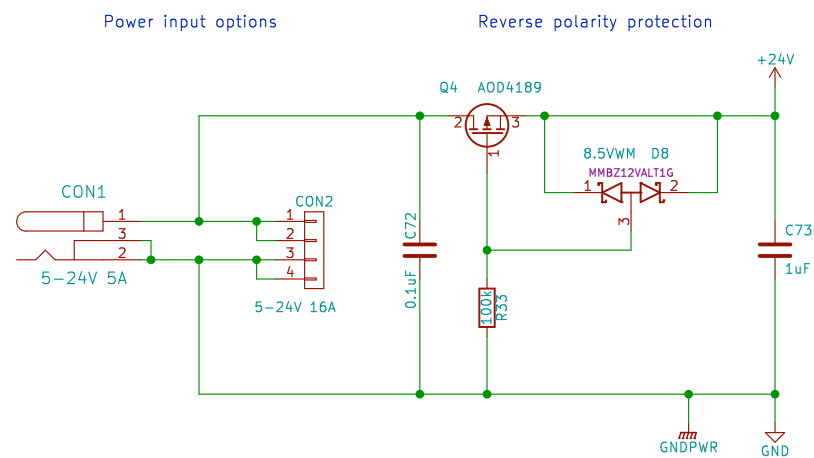 Power input options
Reverse polarity protection
+24V
Q4 AOD4189
2
3
1
8.5VWM D8
MMBZ12VALT1G
1
2
3
CON1
1
3
2
5-24V 5A
CON2
1
2
3
4
5-24V 16A
C72
0.1uF
100k
R33
C73
1uF
GNDPWR
GND